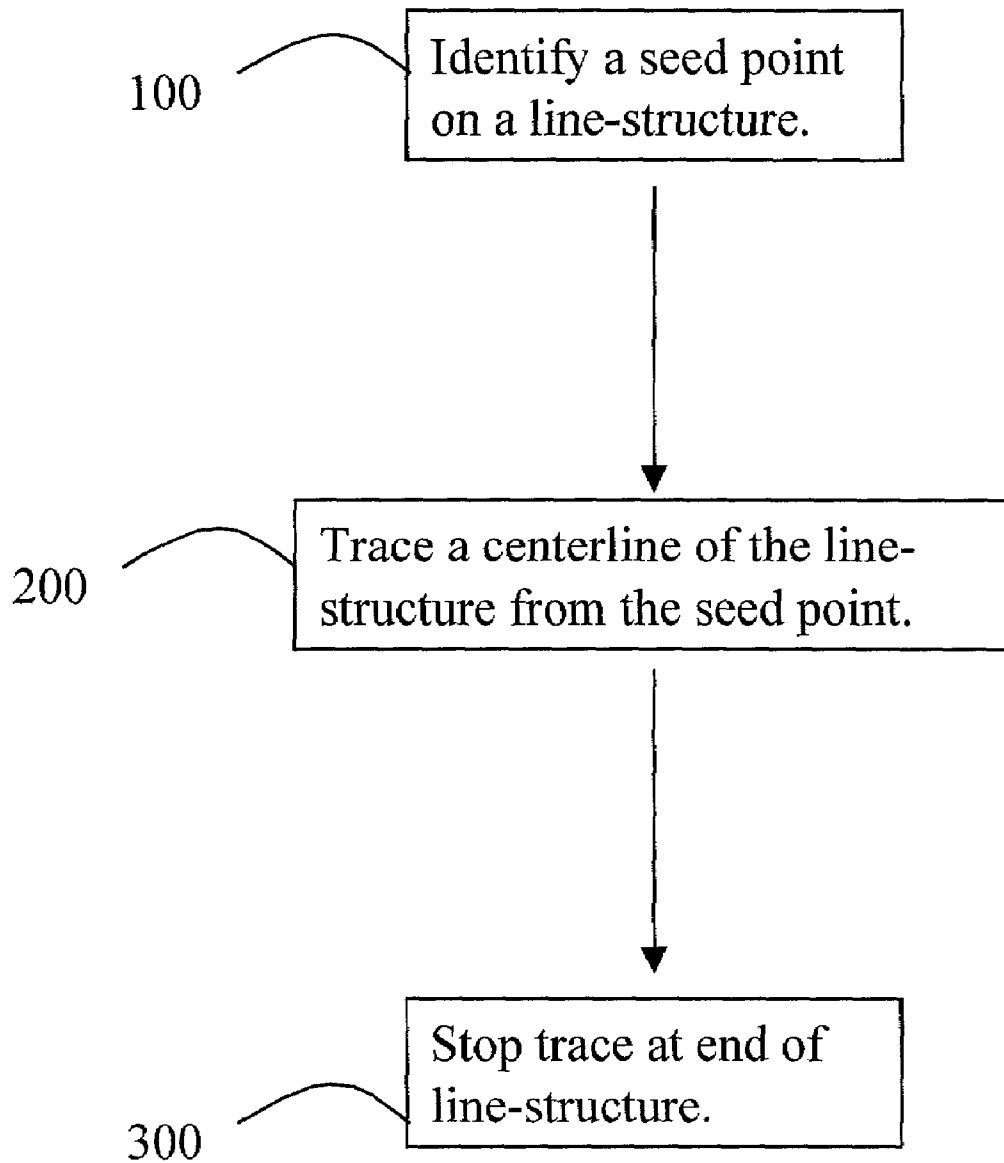 100
Identify a seed point
on a line-structure.
200
Trace a centerline of the line-
structure from the seed point.
300
Stop trace at end of
line-structure.